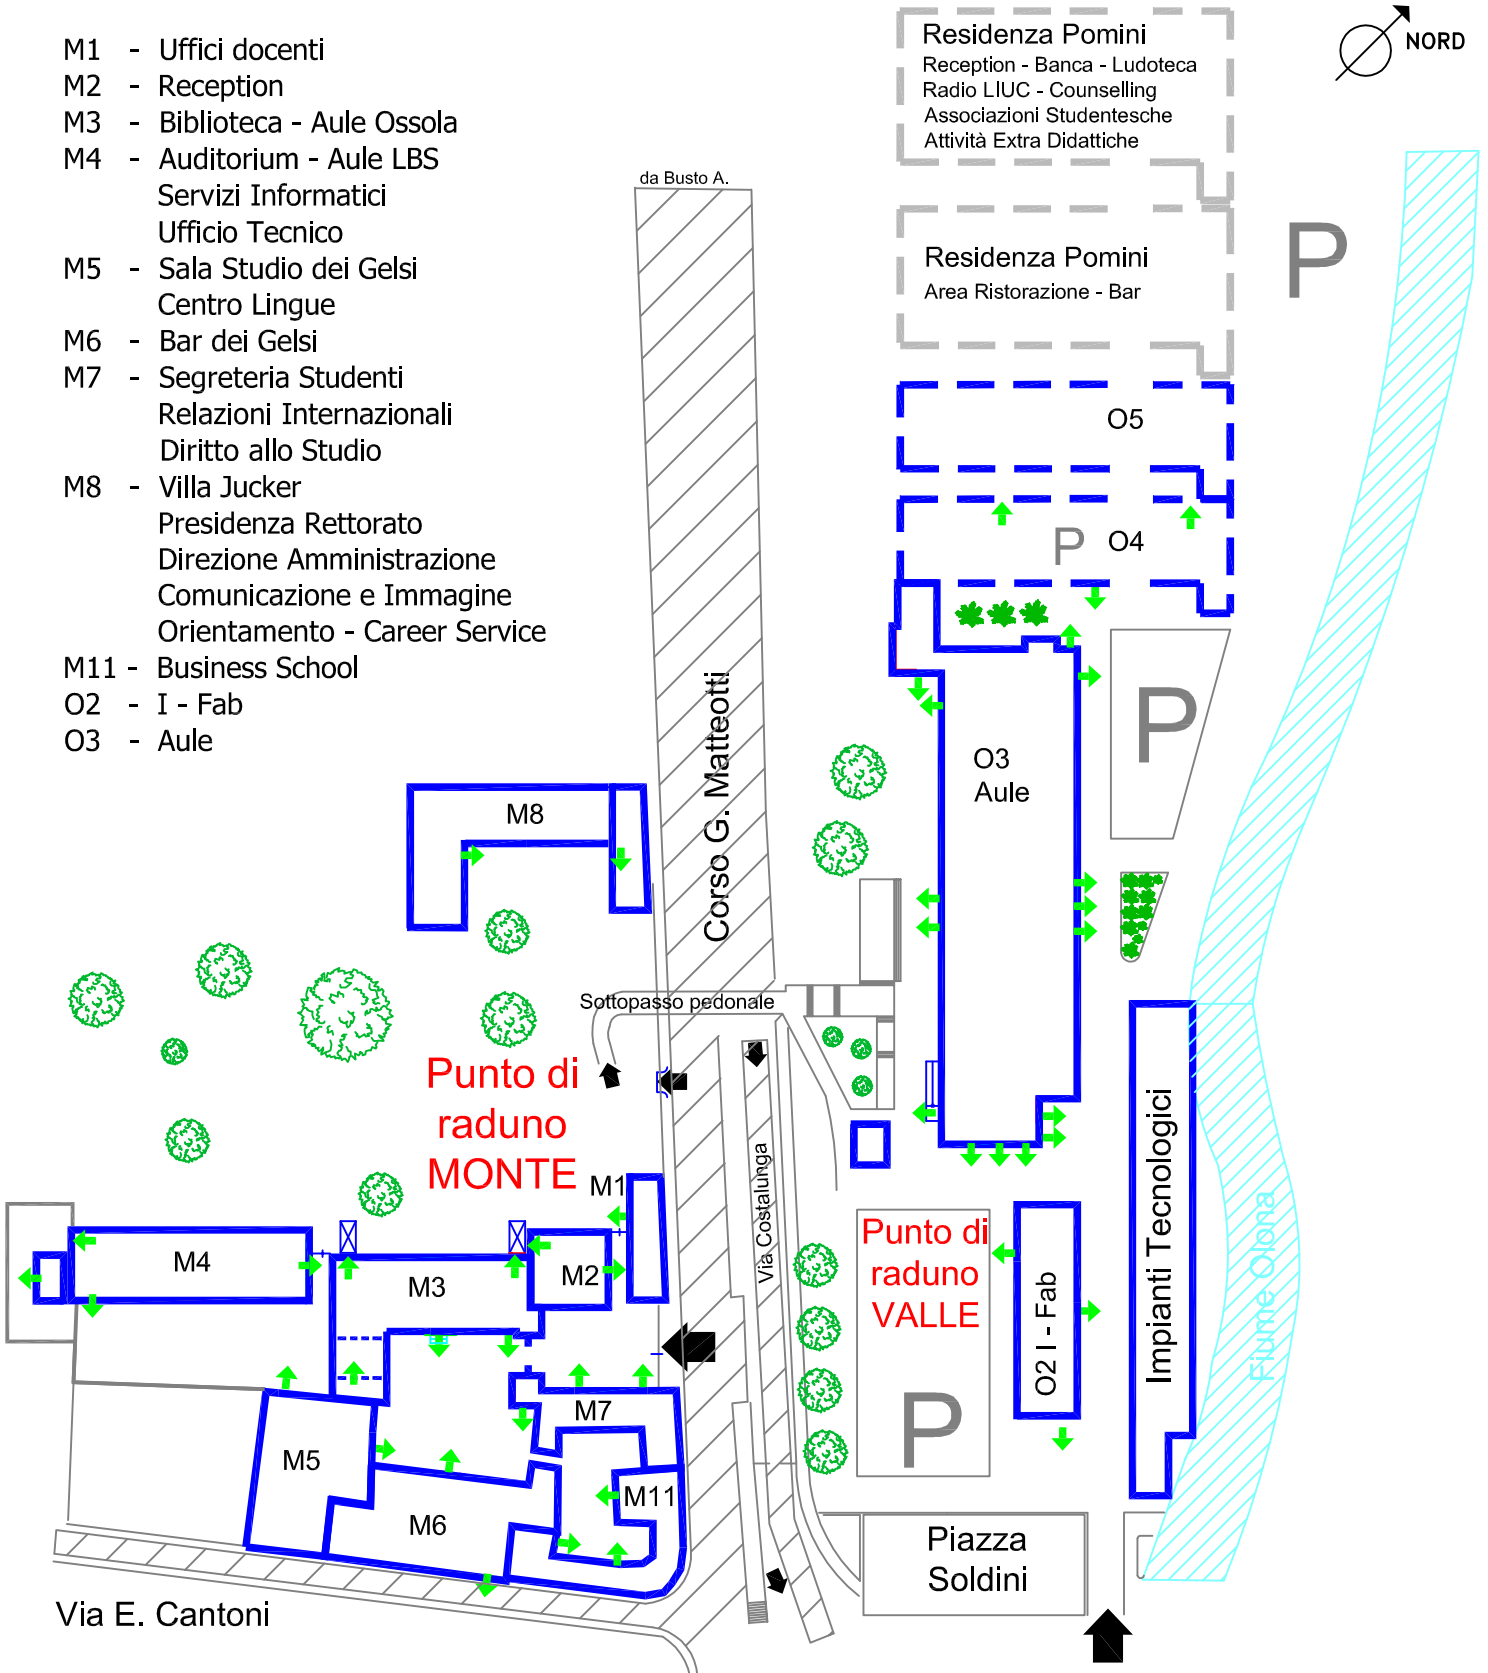 M1 - Uffici docenti
M2 - Reception
M3 - Biblioteca - Aule Ossola
M4 - Auditorium - Aule LBS
Servizi Informatici
Ufficio Tecnico
M5 - Sala Studio dei Gelsi
Centro Lingue
M6 - Bar dei Gelsi
M7 - Segreteria Studenti
Relazioni Internazionali
Diritto allo Studio
M8 - Villa Jucker
Presidenza Rettorato
Direzione Amministrazione
Comunicazione e Immagine
Orientamento - Career Service
M11 - Business School
O2 - I - Fab
O3 - Aule
Residenza Pomini
Reception - Banca - Ludoteca
Radio LIUC - Counselling
Associazioni Studentesche
Attività Extra Didattiche
NORD
da Busto A.
Residenza Pomini
Area Ristorazione - Bar
P
O5
P
O4
P
O3
Aule
Corso G. Matteotti
M8
Sottopasso pedonale
Punto di
raduno
MONTE
M1
Via Costalunga
M4
M3
M2
Punto di
raduno
VALLE
P
O2 I - Fab
Impianti Tecnologici
Fiume Olona
M7
M5
M6
M11
Piazza
Soldini
Via E. Cantoni